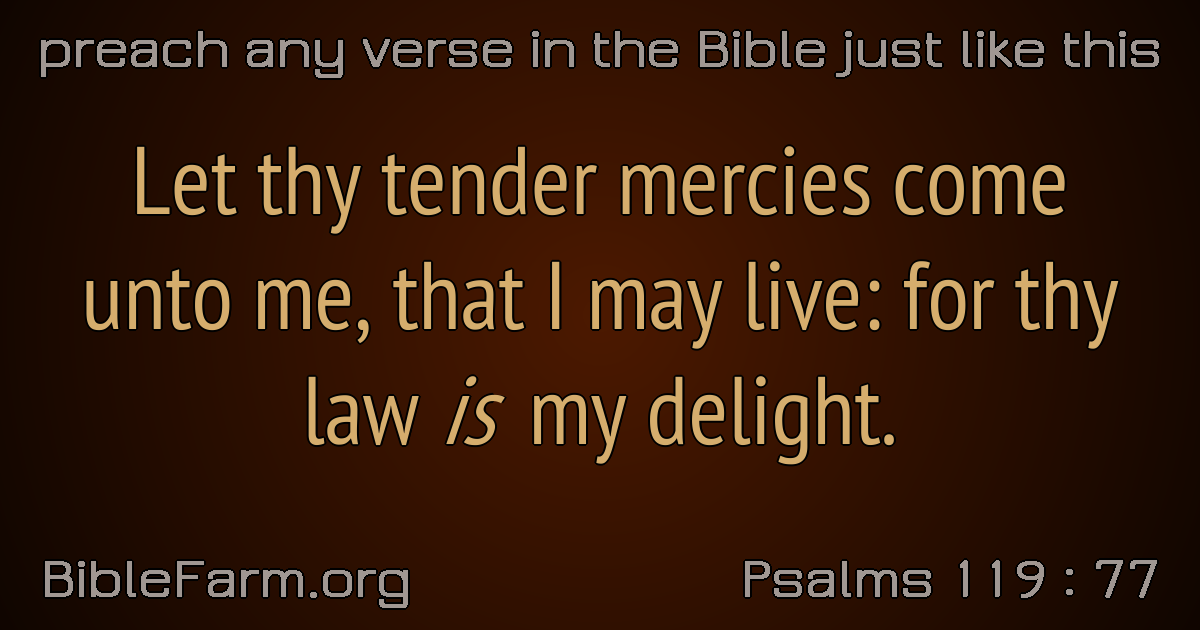 preach any verse in the Bible just like this
Let thy tender mercies come
unto me, that I may live: for thy
law is my delight.
BibleFarm.org
Psalms 119 : 77